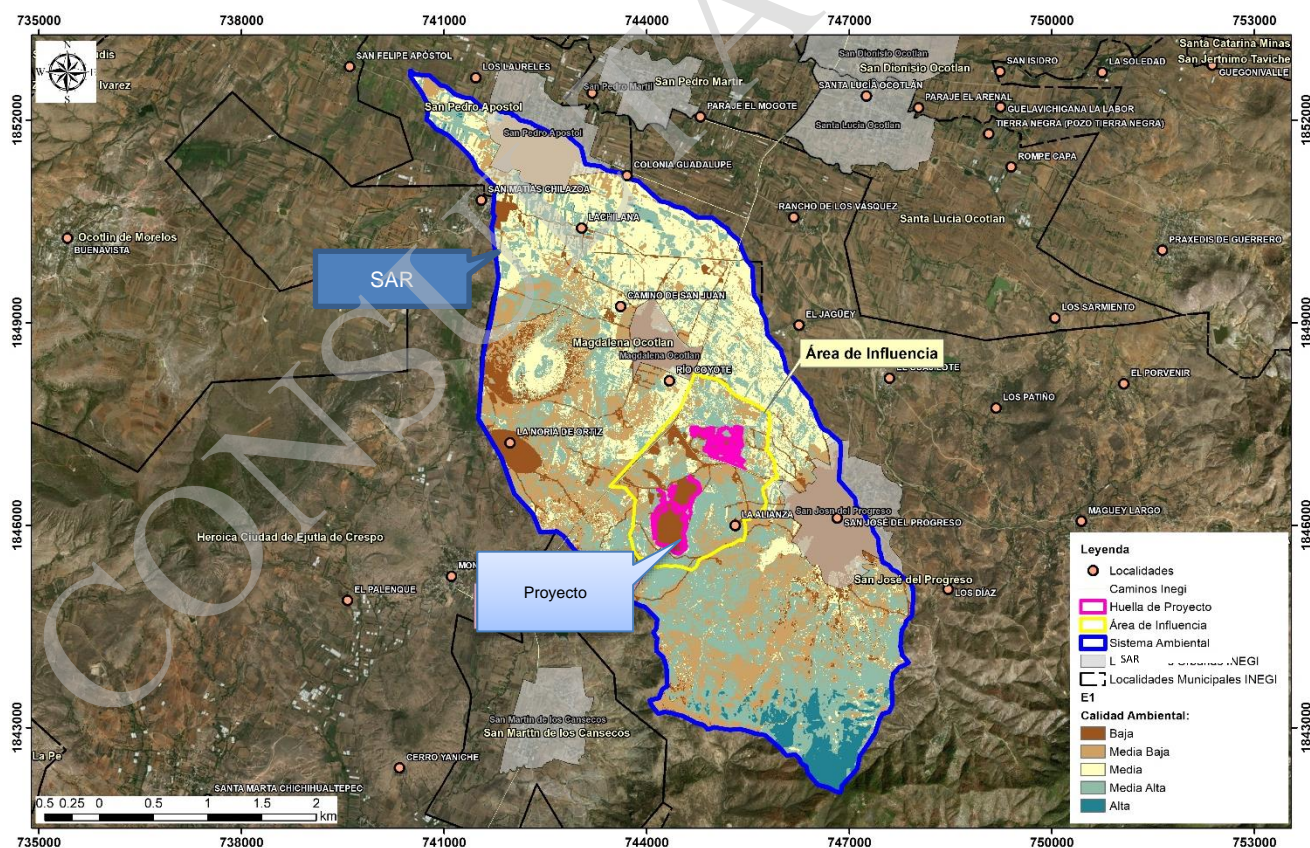 735000 738000 741000 744000 747000 750000 753000
San Dionisio Ocotlan
Santa Catarina Minas
San Jerónimo Taviche
SAN FELIPE APÓSTOL
LOS LAURELES
San Dionisio Ocotlan
SAN ISIDRO
LA SOLEDAD
GUEGONIVALLE
San Pedro Martir
San Pedro Martir
SANTA LUCÍA OCOTLÁN
PARAJE EL ARENAL
GUELAVICHIGANA LA LABOR
PARAJE EL MOGOTE
San Pedro Apostol
San Pedro Apostol
Santa Lucía Ocotlan
TIERRA NEGRA (POZO TIERRA NEGRA)
1852000
1852000
ROMPE CAPA
COLONIA GUADALUPE
SAN MATÍAS CHILAZOA
LACHILANA
RANCHO DE LOS VÁSQUEZ
Santa Lucía Ocotlan
Ocotlin de Morelos
BUENAVISTA
PRAXEDIS DE GUERRERO
SAR
CAMINO DE SAN JUAN
EL JAGÜEY
LOS SARMIENTO
1849000
1849000
Magdalena Ocotlan
Magdalena Ocotlan
Área de Influencia
RÍO COYOTE
EL PORVENIR
LOS PATIÑO
LA NORIA DE ORTIZ
LA ALIANZA
San José del Progreso
SAN JOSÉ DEL PROGRESO
MAGUEY LARGO
1846000
1846000
Heroica Ciudad de Ejutla de Crespo
EL PALENQUE
Proyecto
San José del Progreso
LOS DÍAZ
San Martin de los Cansecos
San Marttn de los Cansecos
1843000
1843000
La Pe
CERRO YANICHE
SANTA MARTA CHICHIHUALTEPEC
0.5 0.25 0 0.5 1 1.5 2
km
Leyenda
Localidades
Caminos Inegi
Huella de Proyecto
Área de Influencia
Sistema Ambiental
SAR INEGI
Localidades Municipales INEGI
E1
Calidad Ambiental:
Baja
Media Baja
Media
Media Alta
Alta
735000 738000 741000 744000 747000 750000 753000